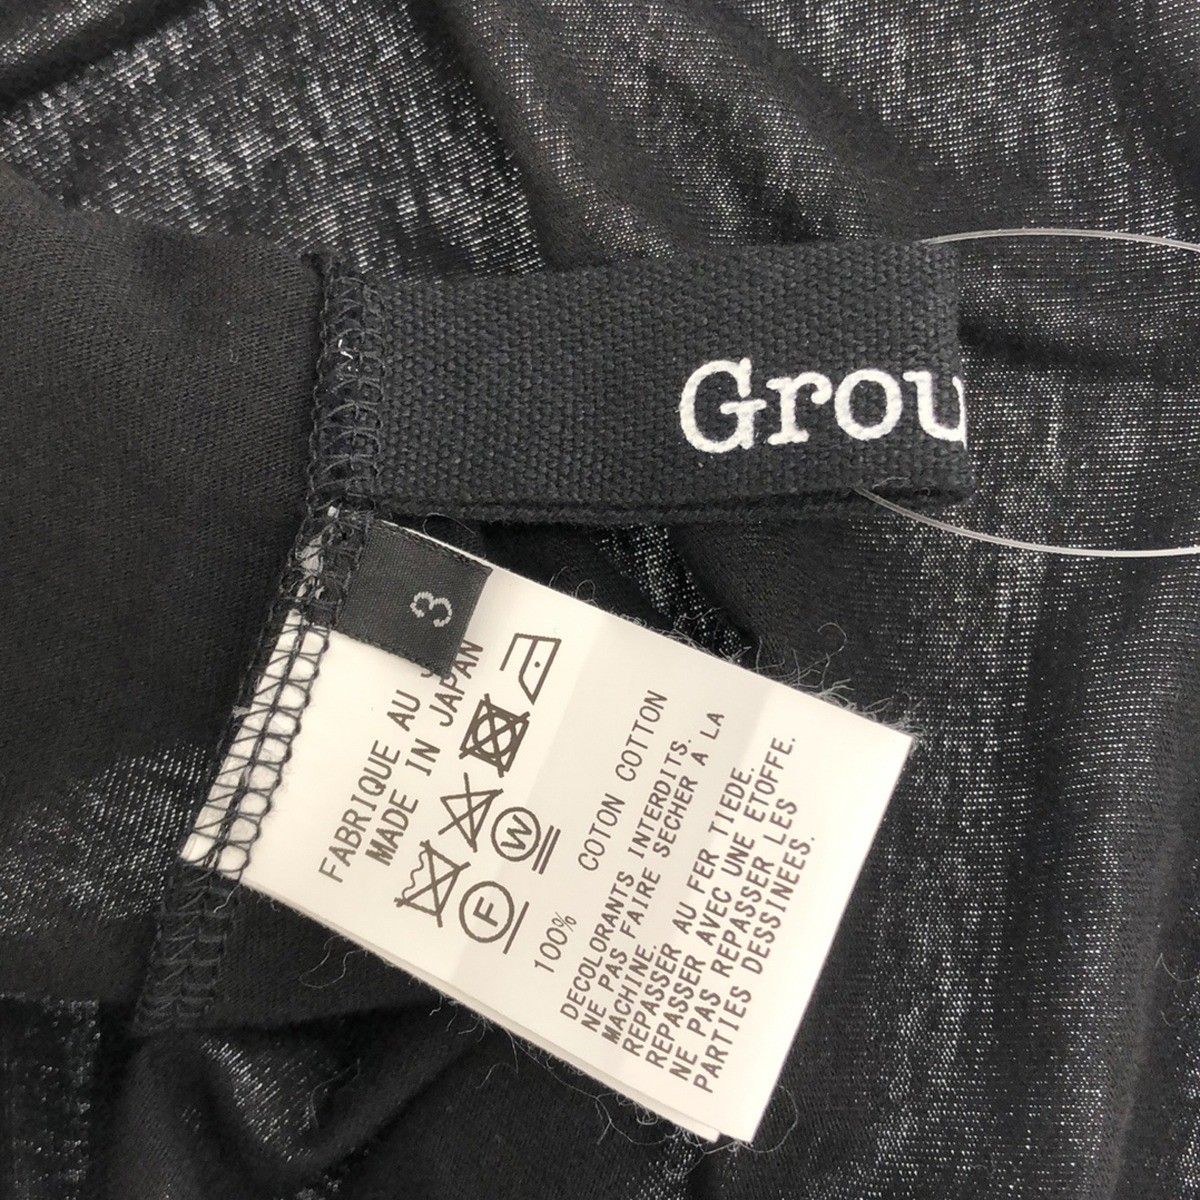 Grou
3
FABRIQUE AU
MADE IN JAPAN
W
F
100% COTON COTTON
DECOLORANTS INTERDITS.
NE PAS FAIRE SECHER À LA
MACHINE.
REPASSER AU FER TIEDE.
REPASSER AVEC UNE ETOFFE.
NE PAS REPASSER LES
PARTIES DESSINEES.